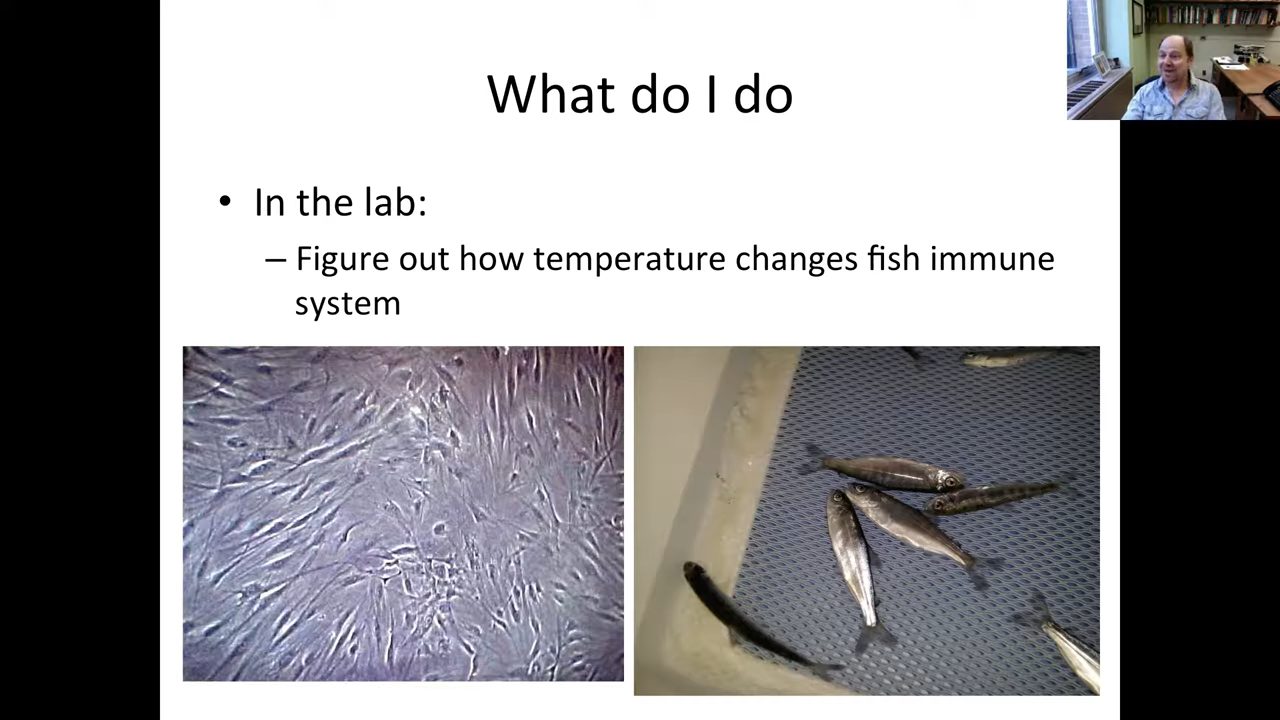 What do I do
• In the lab:
– Figure out how temperature changes fish immune
system